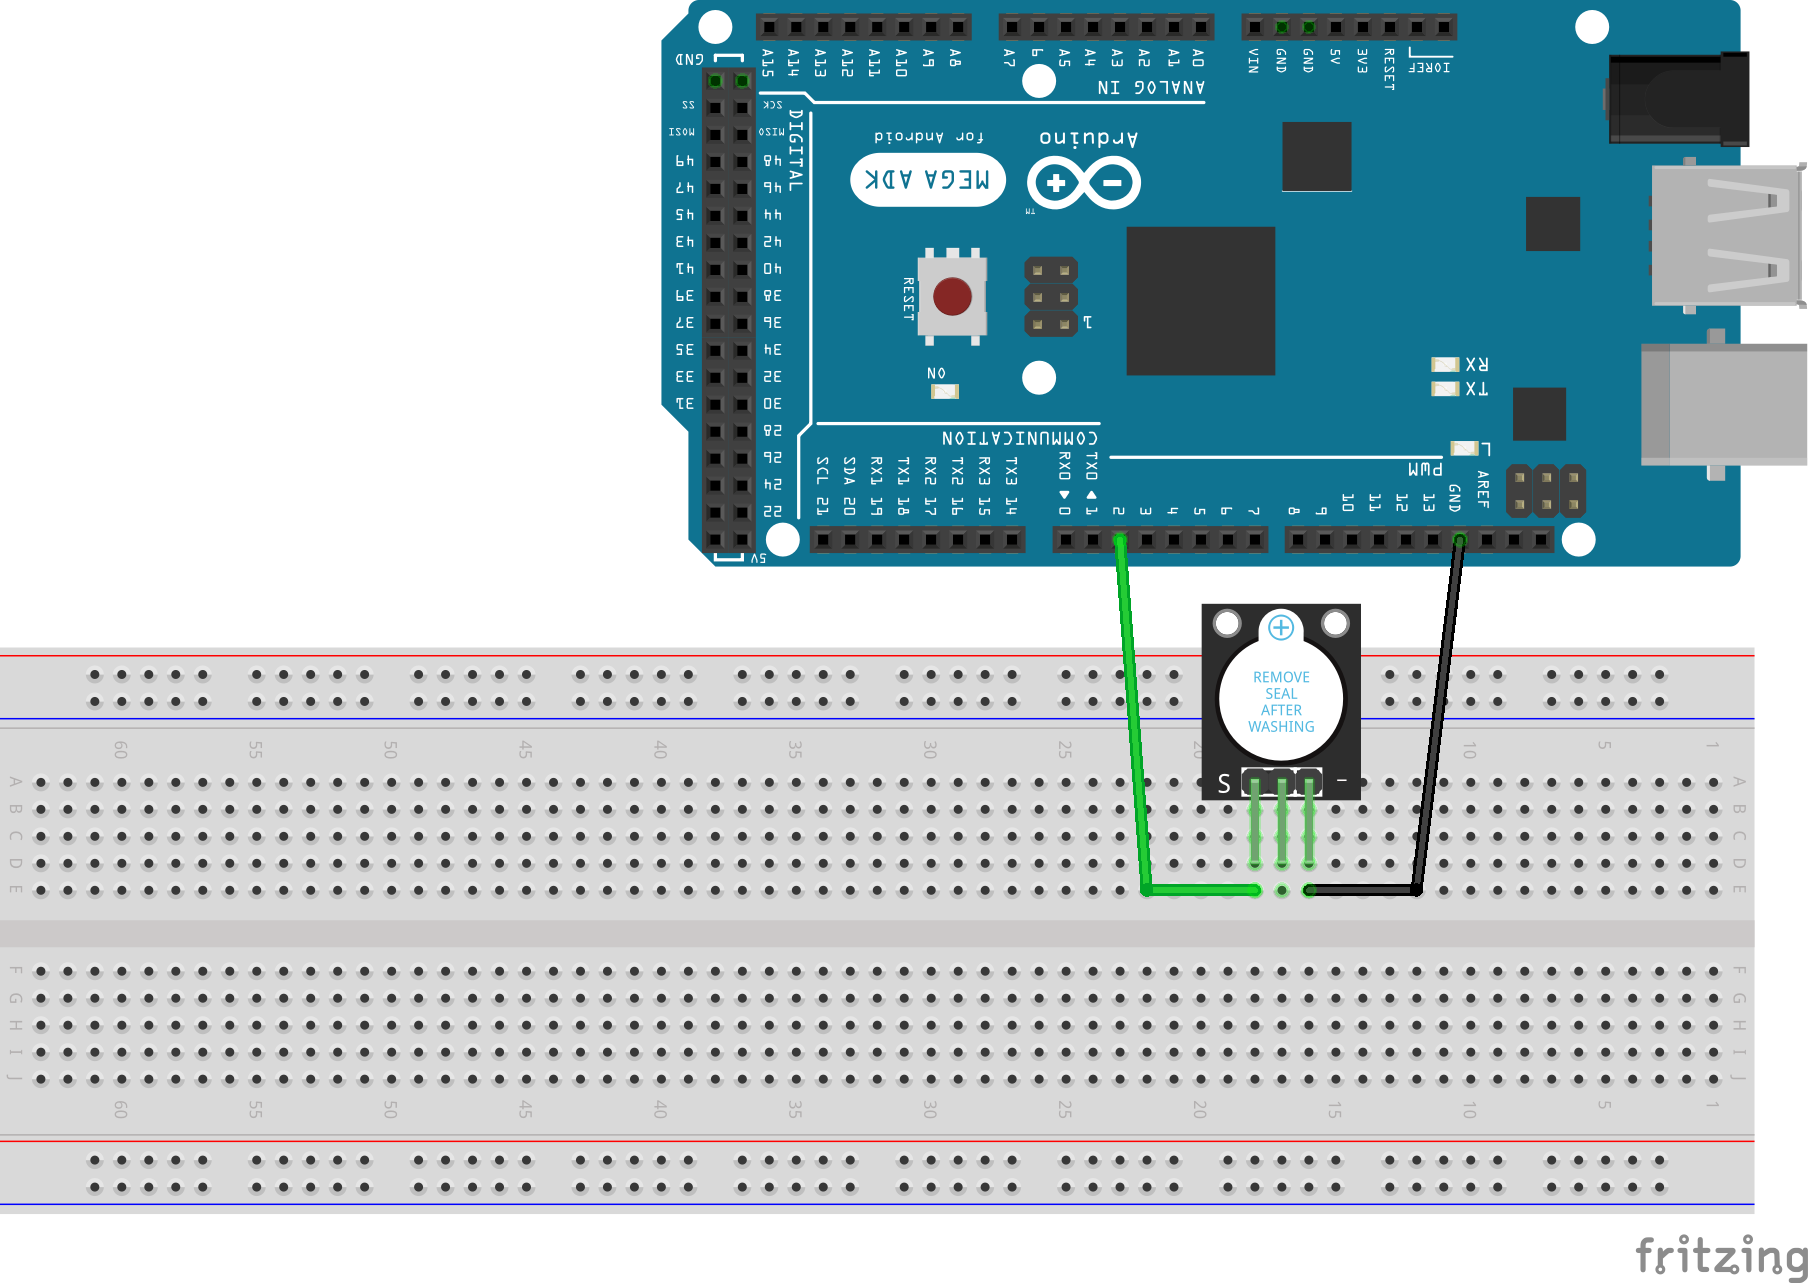 A15 A14 A13 A12 A11 A10 A9 A8 A7 6 A5 A4 A3 A2 A1 A0 VIN GND GND 5V 3V3 RESET IOREF
GND
ANALOG IN
SS SCK
MOSI MISO
DIGITAL
49 48
47 46
45 44
43 42
41 40
39 38
37 36
35 34
33 32
31 30
28
26
24
22
5V
for Android
MEGA ADK
Arduino
TM
RESET
1
ON
RX
TX
L
COMMUNICATION
PWM
SCL 21 SDA 20 RX1 19 TX1 18 RX2 17 TX2 16 RX3 15 TX3 14 RX0 0 TX0 1 2 3 4 5 6 7 8 9 10 11 12 13 GND AREF
REMOVE
SEAL
AFTER
WASHING
S -
60 55 50 45 40 35 30 25 20 10 5 1
A A
B B
C C
D D
E E
F F
G G
H H
I I
J J
60 55 50 45 40 35 30 25 20 15 10 5 1
fritzing